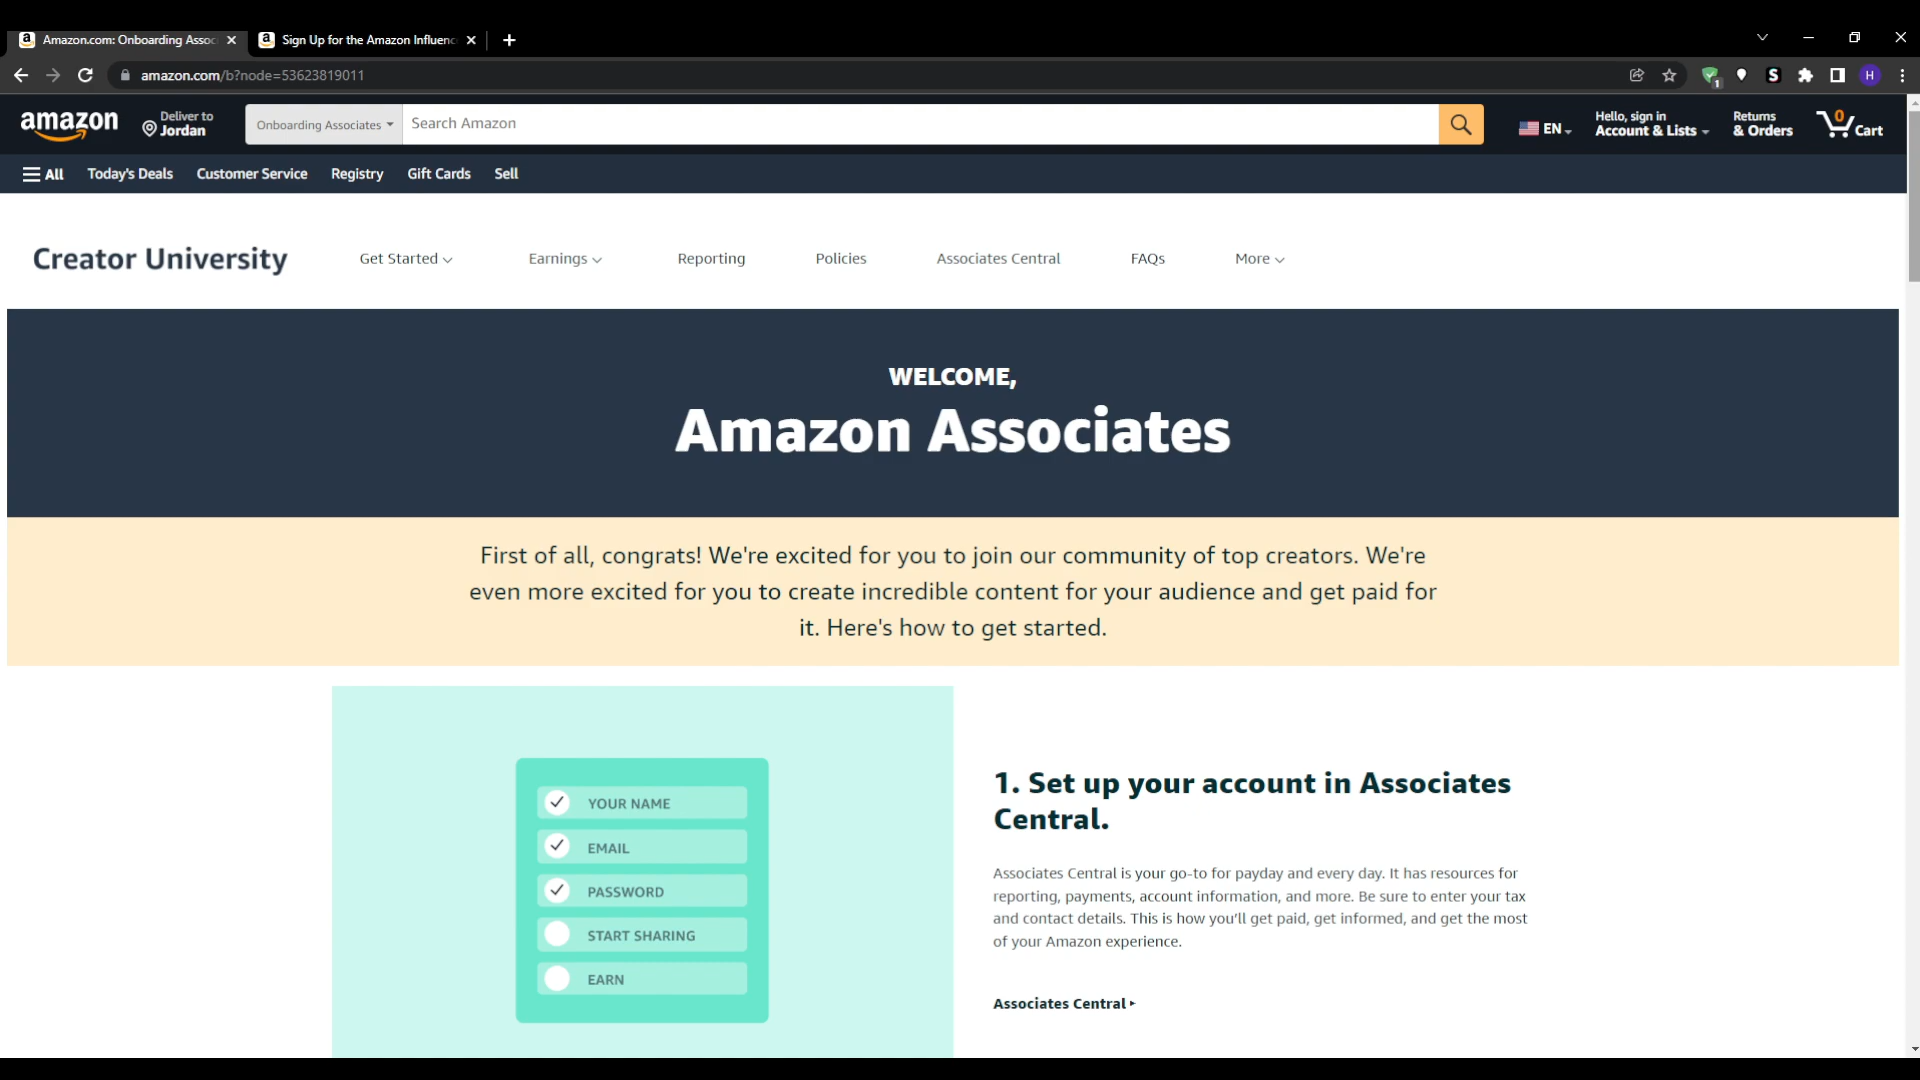 Amazon.com: Onboarding Assoc
Sign Up for the Amazon Influenc
amazon.com/b?node=53623819011
1
S
H
amazon
Deliver to
Jordan
Onboarding Associates
Search Amazon
EN
Hello, sign in
Account & Lists
Returns
& Orders
0
Cart
All
Today's Deals
Customer Service
Registry
Gift Cards
Sell
Creator University
Get Started
Earnings
Reporting
Policies
Associates Central
FAQs
More
WELCOME,
Amazon Associates
First of all, congrats! We're excited for you to join our community of top creators. We're
even more excited for you to create incredible content for your audience and get paid for
it. Here's how to get started.
YOUR NAME
EMAIL
PASSWORD
START SHARING
EARN
1. Set up your account in Associates
Central.
Associates Central is your go-to for payday and every day. It has resources for
reporting, payments, account information, and more. Be sure to enter your tax
and contact details. This is how you'll get paid, get informed, and get the most
of your Amazon experience.
Associates Central